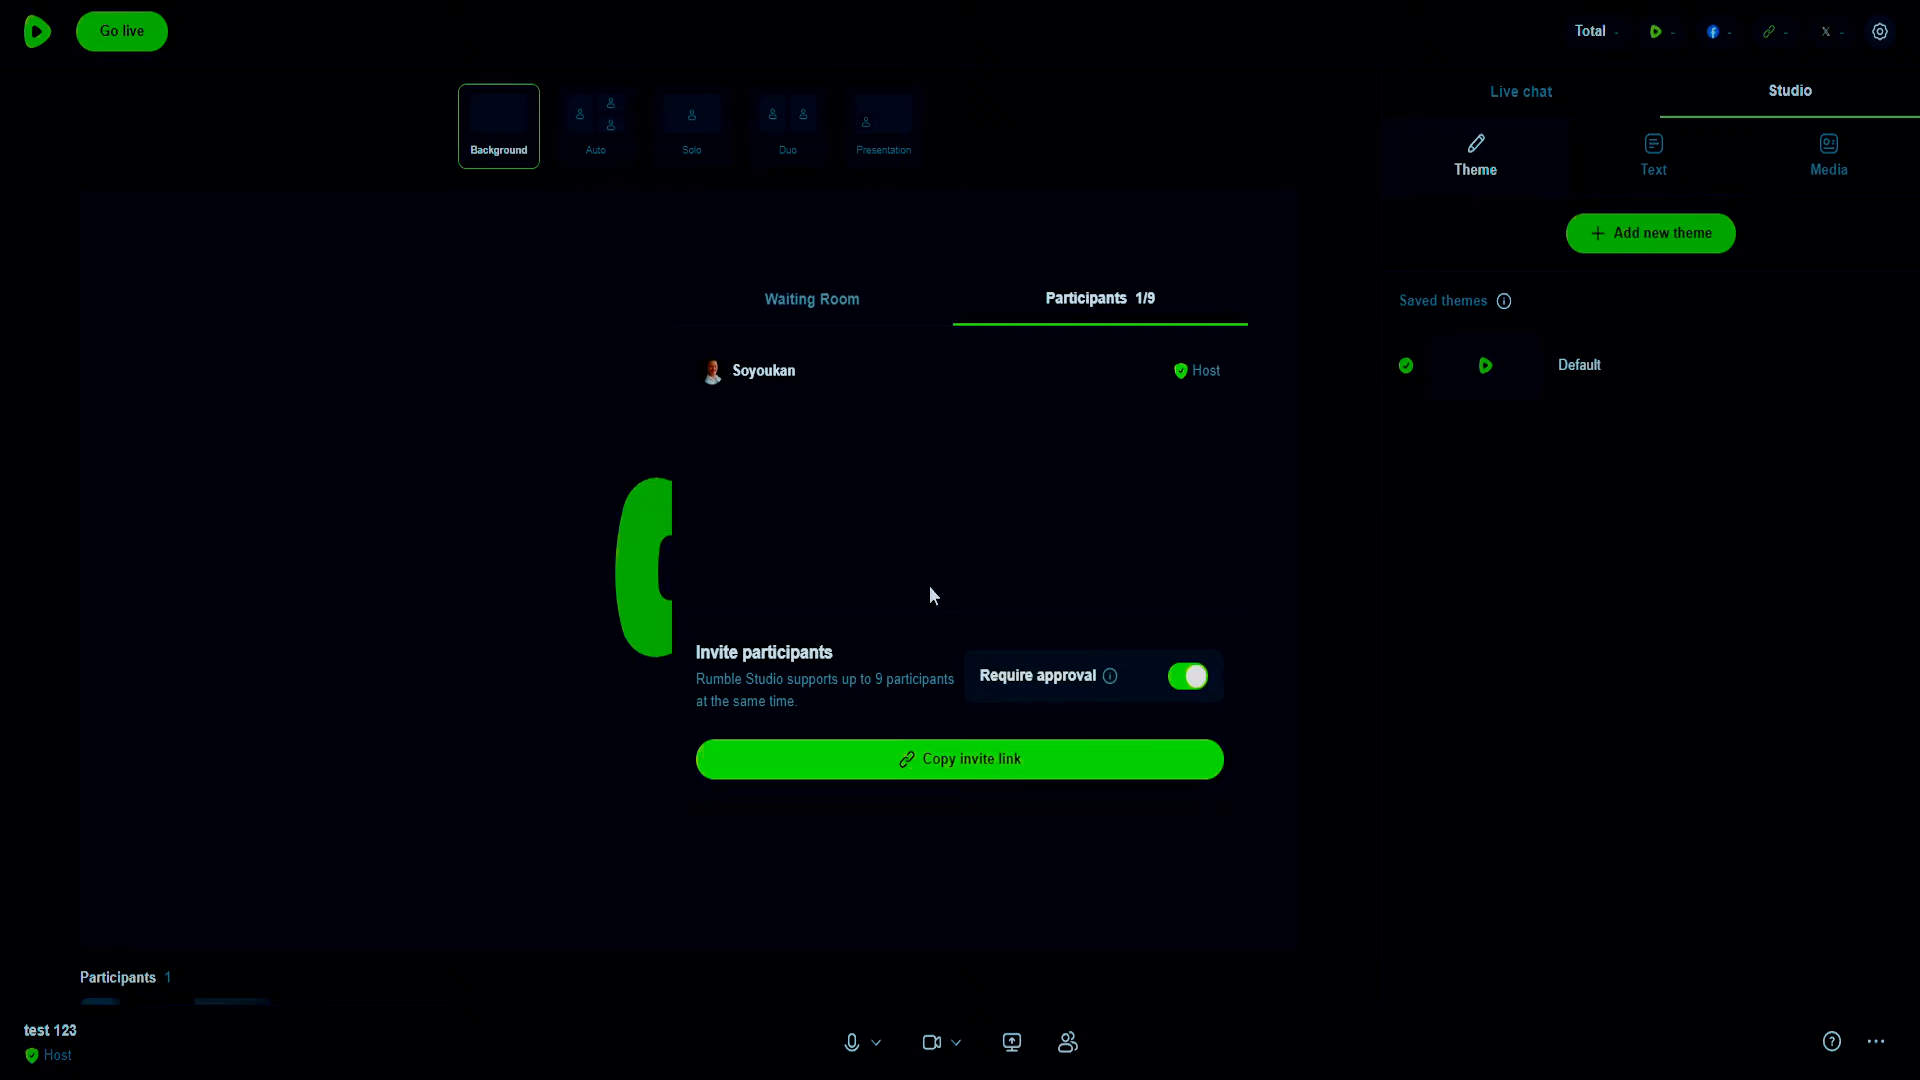 Go live
Total - - - - -
Live chat
Studio
Background
Auto
Solo
Duo
Presentation
Theme
Text
Media
+ Add new theme
Waiting Room
Participants 1/9
Saved themes
Soyoukan
Host
Default
Invite participants
Rumble Studio supports up to 9 participants
at the same time.
Require approval
Copy invite link
Participants 1
test 123
Host